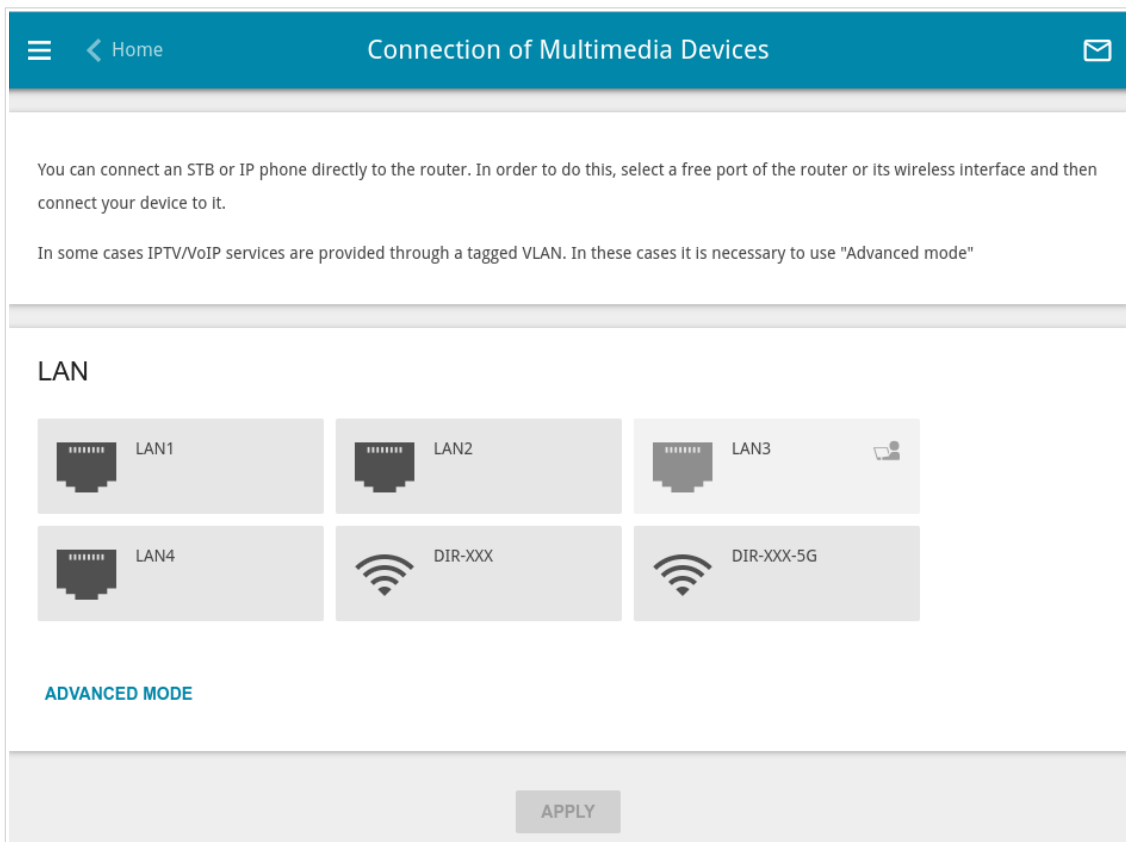 Home
Connection of Multimedia Devices
You can connect an STB or IP phone directly to the router. In order to do this, select a free port of the router or its wireless interface and then
connect your device to it.
In some cases IPTV/VoIP services are provided through a tagged VLAN. In these cases it is necessary to use "Advanced mode"
LAN
LAN1
LAN2
LAN3
LAN4
DIR-XXX
DIR-XXX-5G
ADVANCED MODE
APPLY